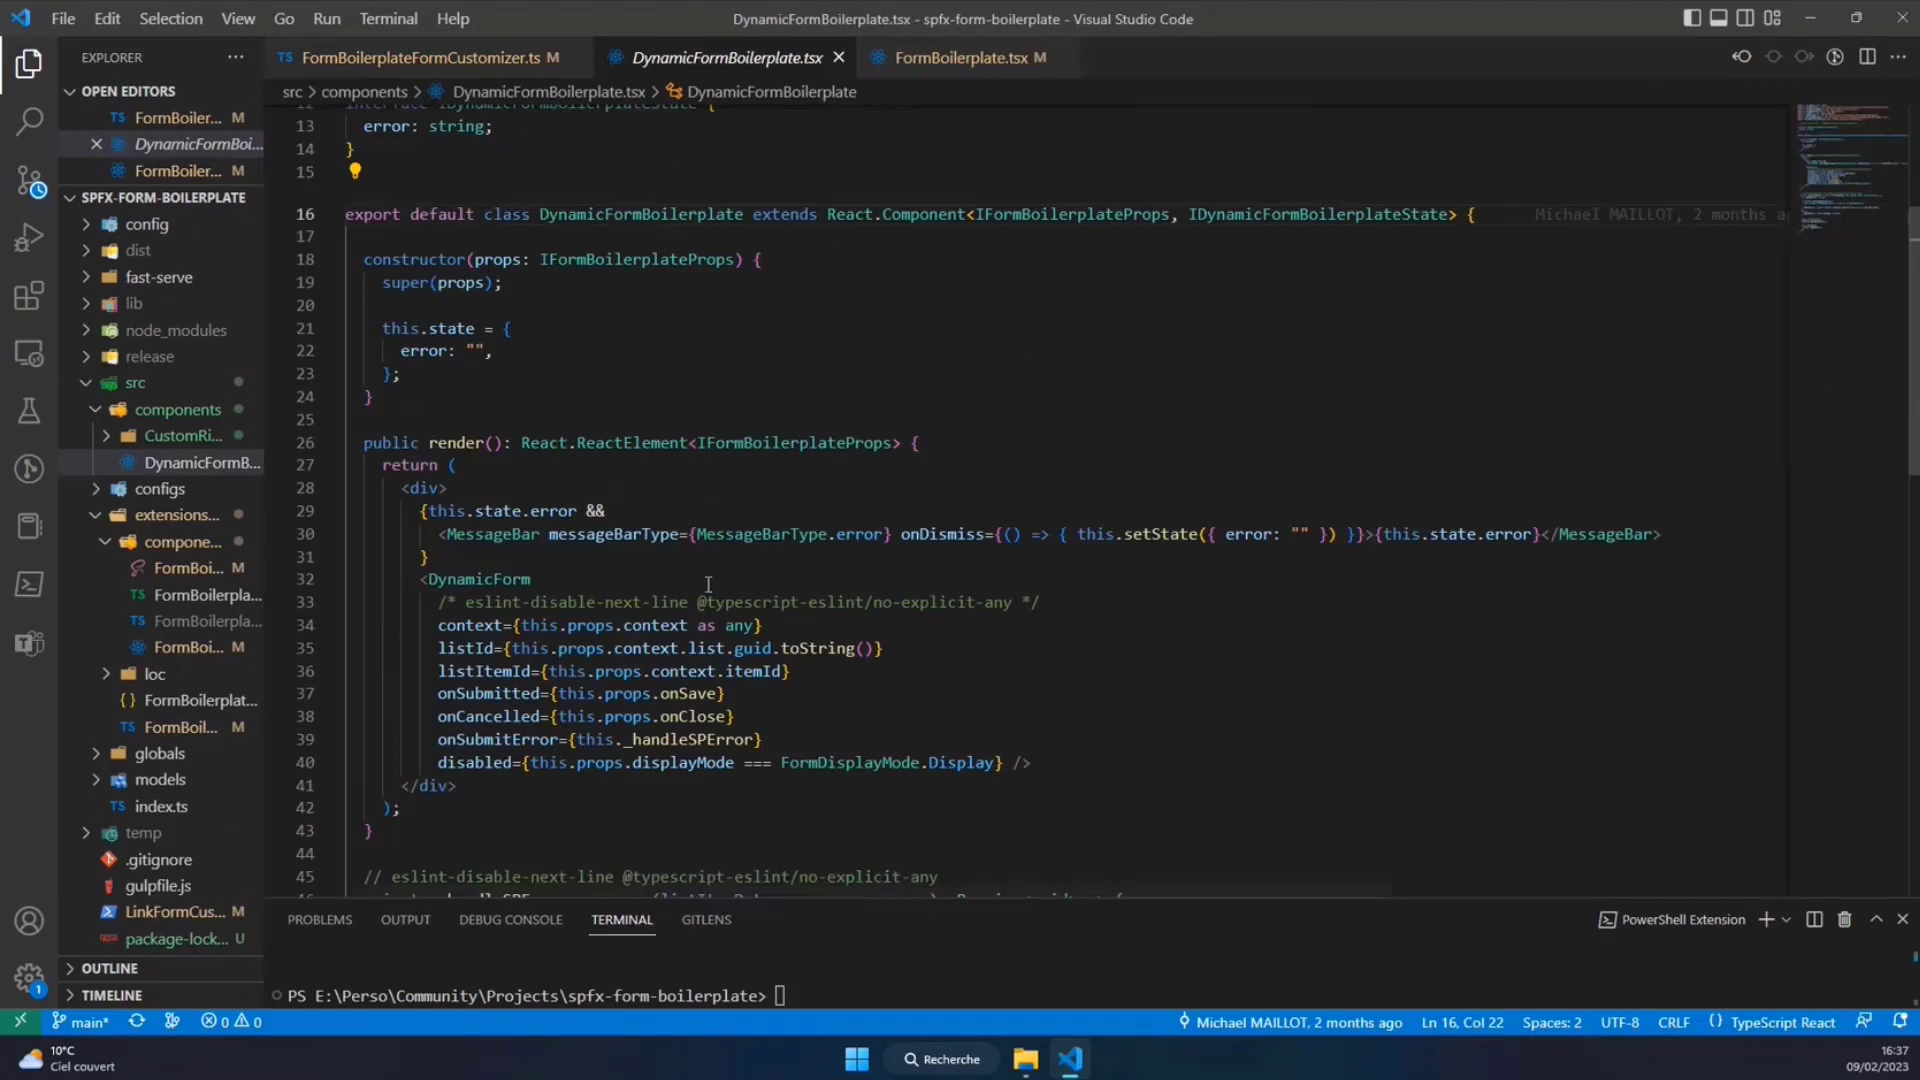 File Edit Selection View Go Run Terminal Help
DynamicFormBoilerplate.tsx - spfx-form-boilerplate - Visual Studio Code
EXPLORER
FormBoilerplateFormCustomizer.ts M
DynamicFormBoilerplate.tsx
FormBoilerplate.tsx M
OPEN EDITORS
FormBoiler... M
DynamicFormBoi...
FormBoiler... M
SPFX-FORM-BOILERPLATE
config
dist
fast-serve
lib
node_modules
release
src
components
CustomRi...
DynamicFormB...
configs
extensions...
compone...
FormBoi... M
FormBoilerpla...
FormBoilerpla...
FormBoi... M
loc
FormBoilerplat...
FormBoil... M
globals
models
index.ts
temp
.gitignore
gulpfile.js
LinkFormCus... M
package-lock... U
OUTLINE
TIMELINE
src > components > DynamicFormBoilerplate.tsx > DynamicFormBoilerplate
13 error: string;
14 }
15
16 export default class DynamicFormBoilerplate extends React.Component<IFormBoilerplateProps, IDynamicFormBoilerplateState> { Michael MAILLOT, 2 months a
17
18 constructor(props: IFormBoilerplateProps) {
19 super(props);
20
21 this.state = {
22 error: "",
23 };
24 }
25
26 public render(): React.ReactElement<IFormBoilerplateProps> {
27 return (
28 <div>
29 {this.state.error &&
30 <MessageBar messageBarType={MessageBarType.error} onDismiss={() => { this.setState({ error: "" }) }}>{this.state.error}</MessageBar>
31 }
32 <DynamicForm
33 /* eslint-disable-next-line @typescript-eslint/no-explicit-any */
34 context={this.props.context as any}
35 listId={this.props.context.list.guid.toString()}
36 listItemId={this.props.context.itemId}
37 onSubmitted={this.props.onSave}
38 onCancelled={this.props.onClose}
39 onSubmitError={this._handleSPError}
40 disabled={this.props.displayMode === FormDisplayMode.Display} />
41 </div>
42 );
43 }
44
45 // eslint-disable-next-line @typescript-eslint/no-explicit-any
PROBLEMS OUTPUT DEBUG CONSOLE TERMINAL GITLENS
PowerShell Extension
PS E:\Perso\Community\Projects\spfx-form-boilerplate>
main* 0 0
Michael MAILLOT, 2 months ago Ln 16, Col 22 Spaces: 2 UTF-8 CRLF {} TypeScript React
10°C
Ciel couvert
Recherche
16:37
09/02/2023